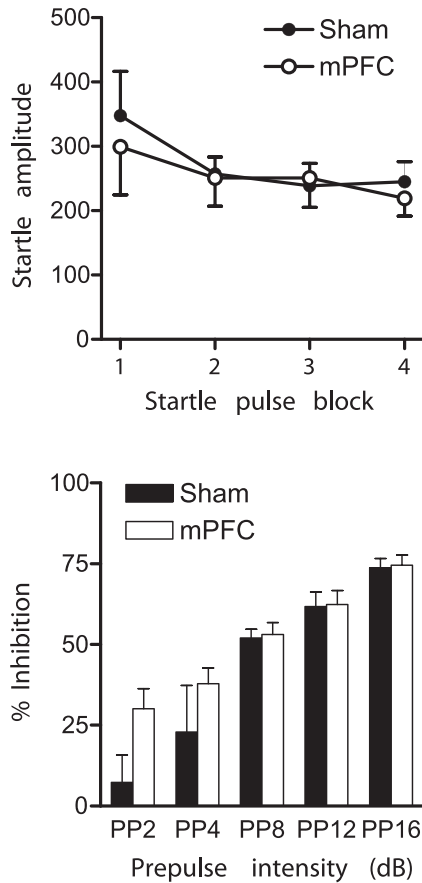 500
400
300
200
100
0
Startle amplitude
Sham
mPFC
1 2 3 4
Startle pulse block
100
75
50
25
0
% Inhibition
Sham
mPFC
PP2 PP4 PP8 PP12 PP16
Prepulse intensity (dB)